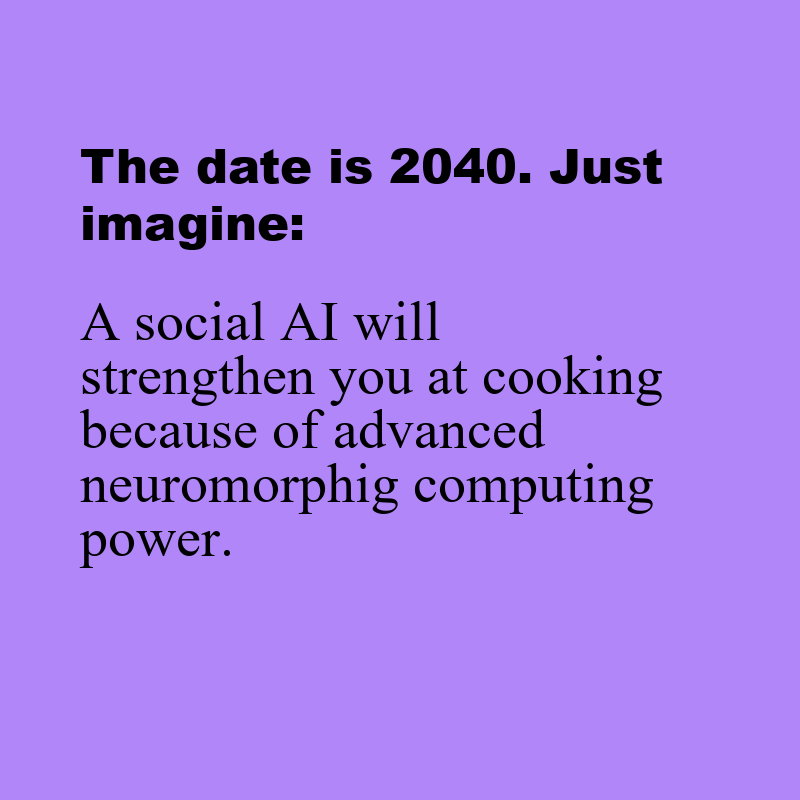 The date is 2040. Just
imagine:
A social AI will
strengthen you at cooking
because of advanced
neuromorphig computing
power.